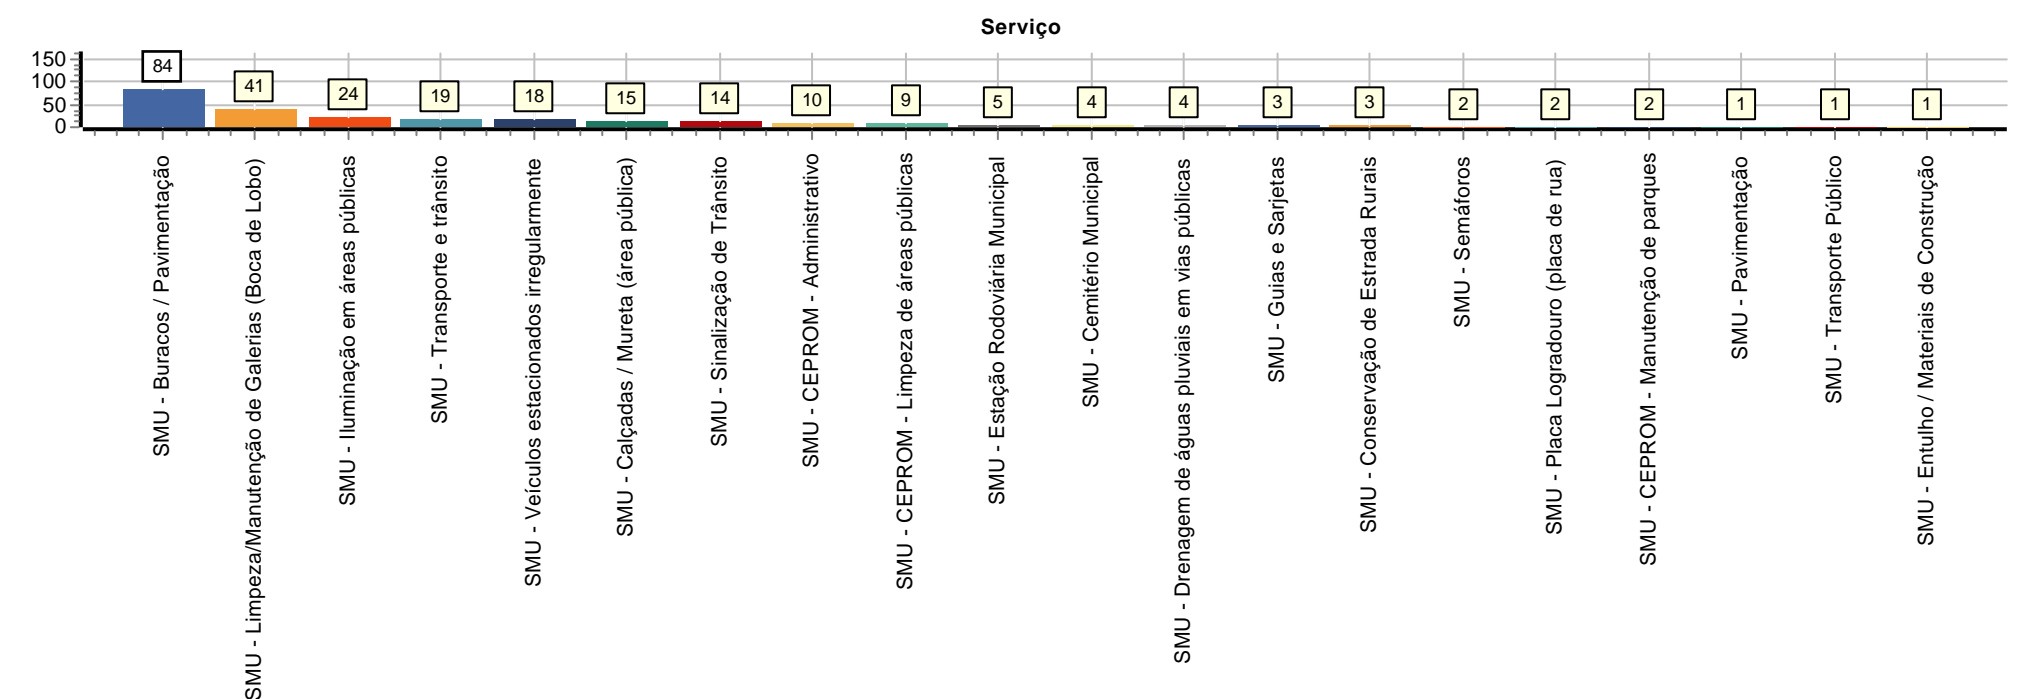 Serviço
150
100
50
0
84
41
24
19
18
15
14
10
9
5
4
4
3
3
2
2
2
1
1
1
SMU - Buracos / Pavimentação
SMU - Limpeza/Manutenção de Galerias (Boca de Lobo)
SMU - Iluminação em áreas públicas
SMU - Transporte e trânsito
SMU - Veículos estacionados irregularmente
SMU - Calçadas / Mureta (área pública)
SMU - Sinalização de Trânsito
SMU - CEPROM - Administrativo
SMU - CEPROM - Limpeza de áreas públicas
SMU - Estação Rodoviária Municipal
SMU - Cemitério Municipal
SMU - Drenagem de águas pluviais em vias públicas
SMU - Guias e Sarjetas
SMU - Conservação de Estrada Rurais
SMU - Semáforos
SMU - Placa Logradouro (placa de rua)
SMU - CEPROM - Manutenção de parques
SMU - Pavimentação
SMU - Transporte Público
SMU - Entulho / Materiais de Construção